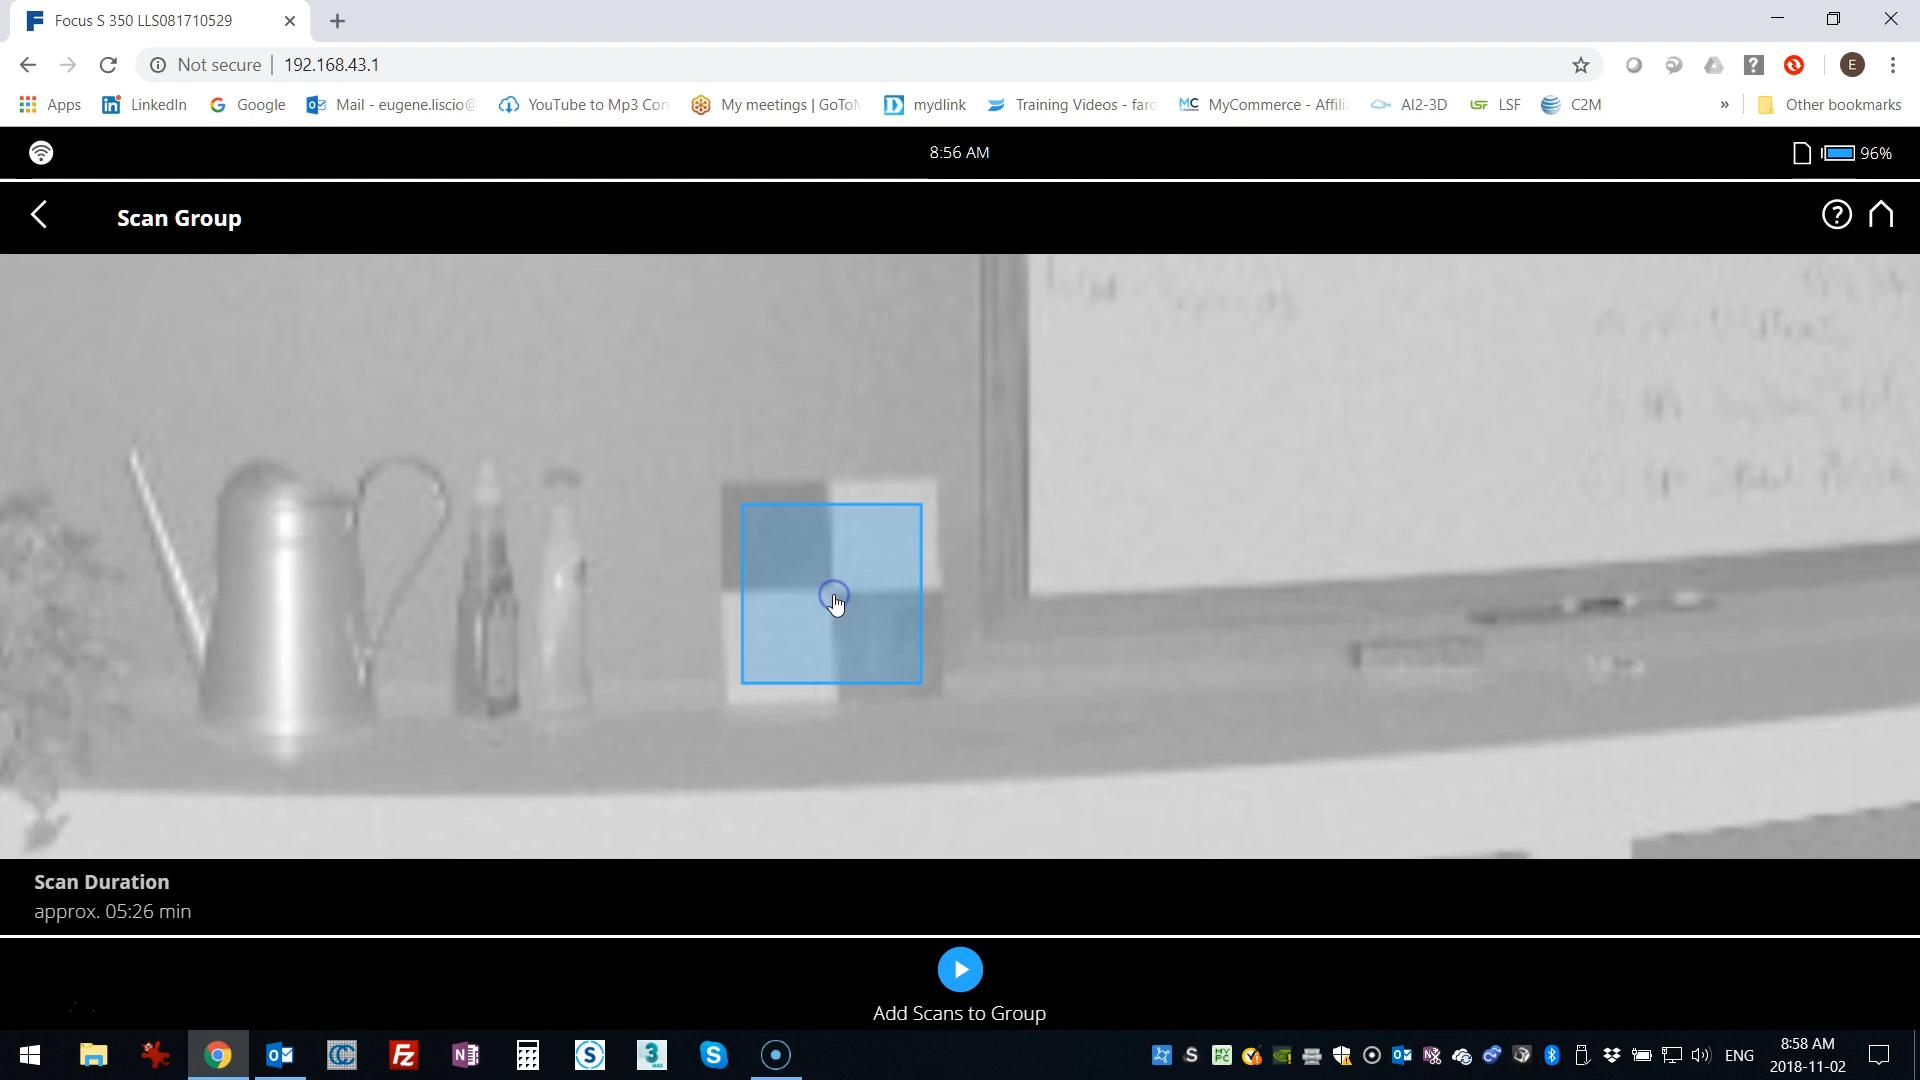 Focus S 350 LLS081710529
Not secure | 192.168.43.1
E
Apps LinkedIn Google Mail - eugene.liscio@ YouTube to Mp3 Con My meetings | GoToM mydlink Training Videos - faro MyCommerce - Affili AI2-3D LSF C2M » Other bookmarks
8:56 AM 96%
Scan Group
Scan Duration
approx. 05:26 min
Add Scans to Group
ENG
8:58 AM
2018-11-02